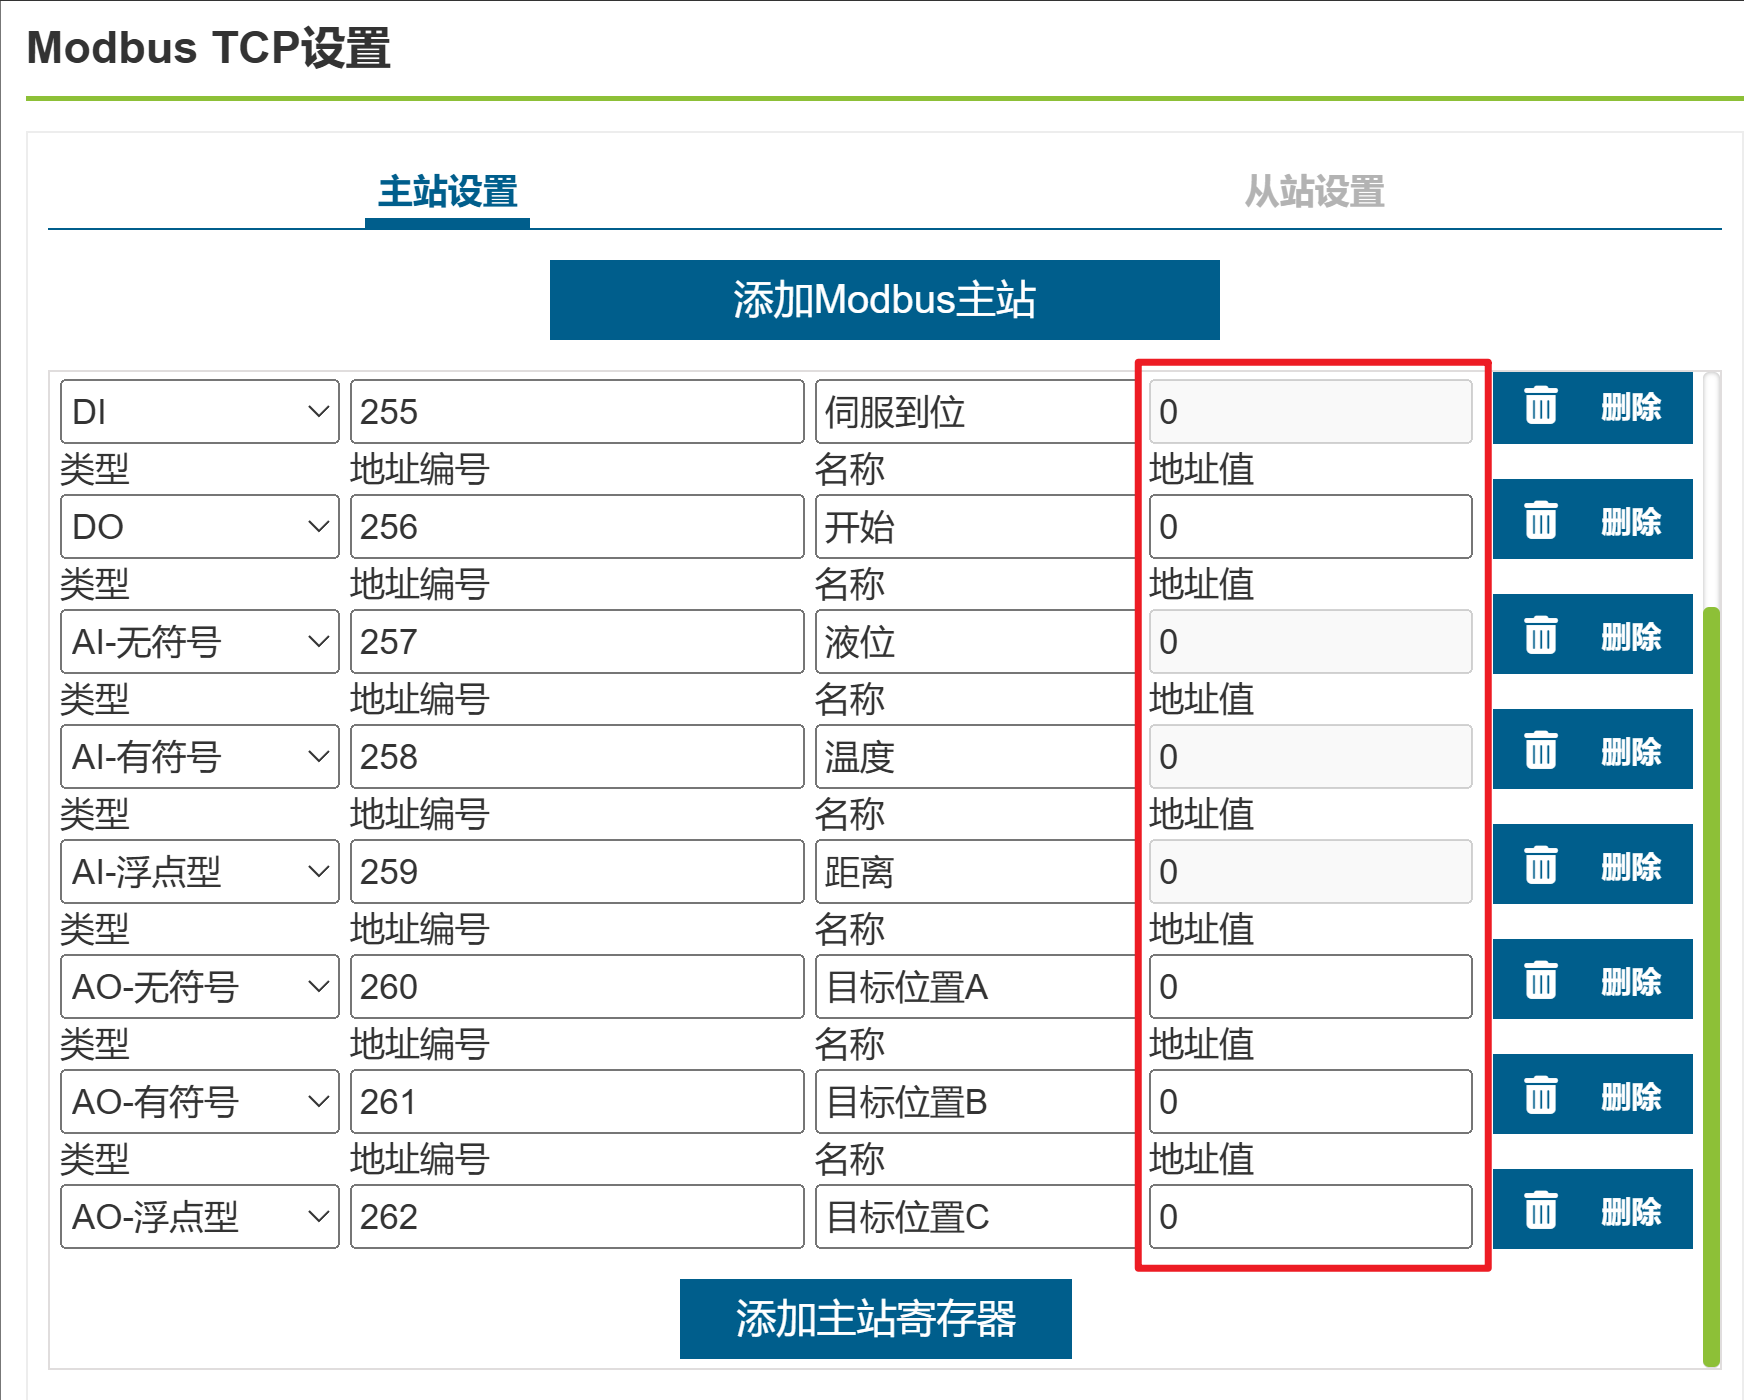 Modbus TCP设置
主站设置 从站设置
添加Modbus主站
DI 255 伺服到位 0 删除
类型 地址编号 名称 地址值
DO 256 开始 0 删除
类型 地址编号 名称 地址值
AI-无符号 257 液位 0 删除
类型 地址编号 名称 地址值
AI-有符号 258 温度 0 删除
类型 地址编号 名称 地址值
AI-浮点型 259 距离 0 删除
类型 地址编号 名称 地址值
AO-无符号 260 目标位置A 0 删除
类型 地址编号 名称 地址值
AO-有符号 261 目标位置B 0 删除
类型 地址编号 名称 地址值
AO-浮点型 262 目标位置C 0 删除
添加主站寄存器